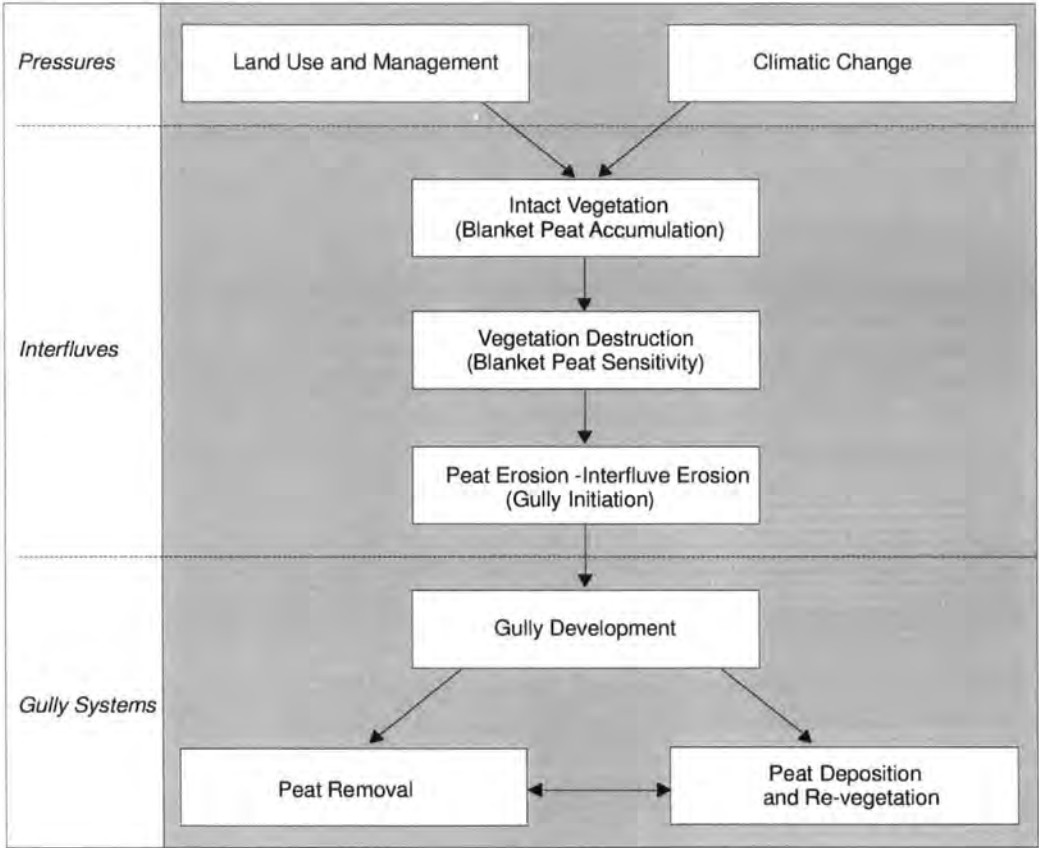 Pressures
Land Use and Management
Climatic Change
Interfluves
Intact Vegetation
(Blanket Peat Accumulation)
Vegetation Destruction
(Blanket Peat Sensitivity)
Peat Erosion -Interfluve Erosion
(Gully Initiation)
Gully Systems
Gully Development
Peat Removal
Peat Deposition
and Re-vegetation